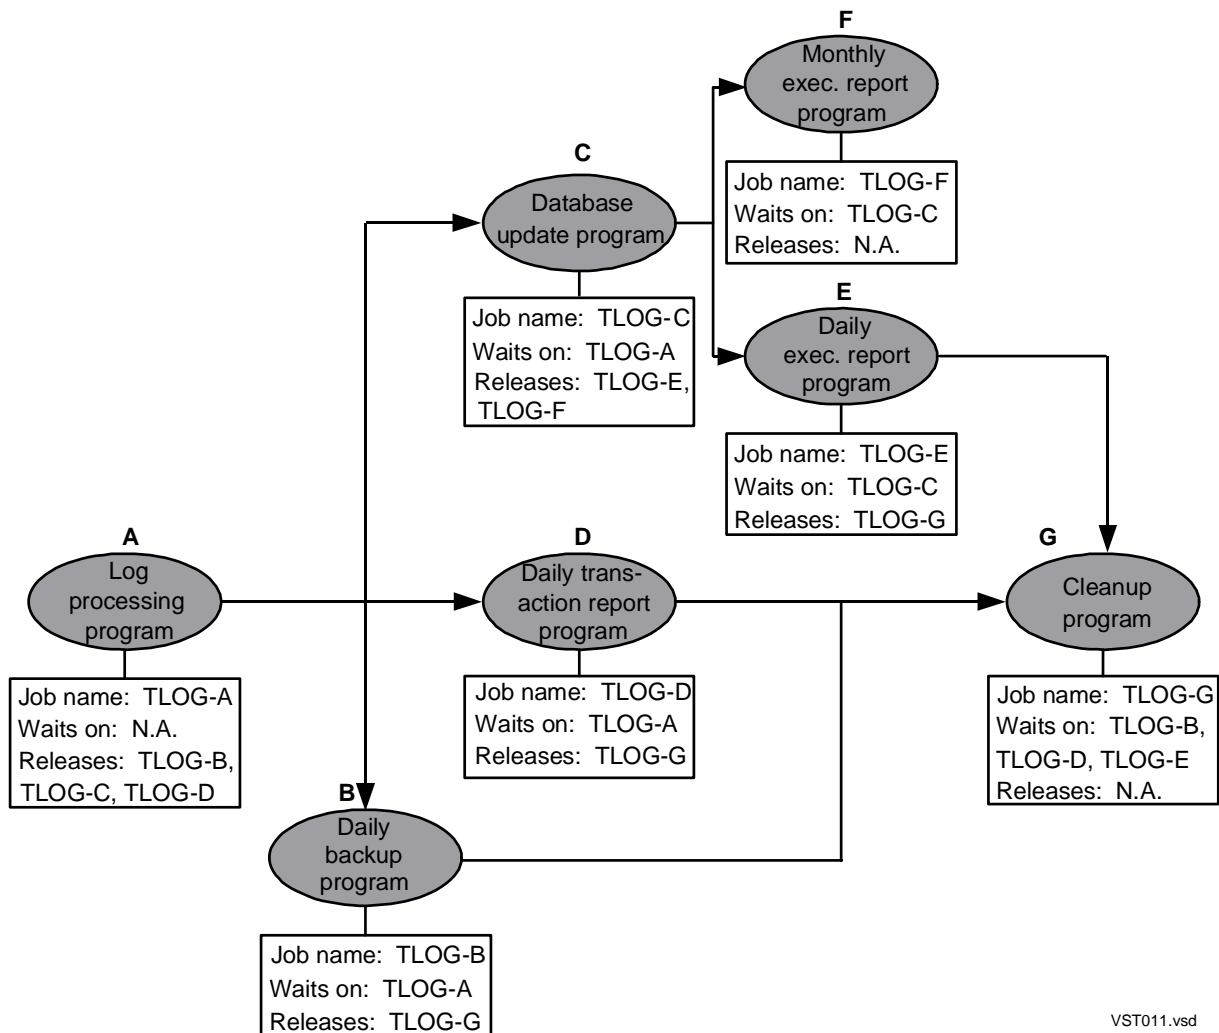 F
Monthly
exec. report
program
Job name: TLOG-F
Waits on: TLOG-C
Releases: N.A.
C
Database
update program
Job name: TLOG-C
Waits on: TLOG-A
Releases: TLOG-E,
TLOG-F
E
Daily
exec. report
program
Job name: TLOG-E
Waits on: TLOG-C
Releases: TLOG-G
A
Log
processing
program
Job name: TLOG-A
Waits on: N.A.
Releases: TLOG-B,
TLOG-C, TLOG-D
D
Daily trans-
action report
program
Job name: TLOG-D
Waits on: TLOG-A
Releases: TLOG-G
G
Cleanup
program
Job name: TLOG-G
Waits on: TLOG-B,
TLOG-D, TLOG-E
Releases: N.A.
B
Daily
backup
program
Job name: TLOG-B
Waits on: TLOG-A
Releases: TLOG-G
VST011.vsd